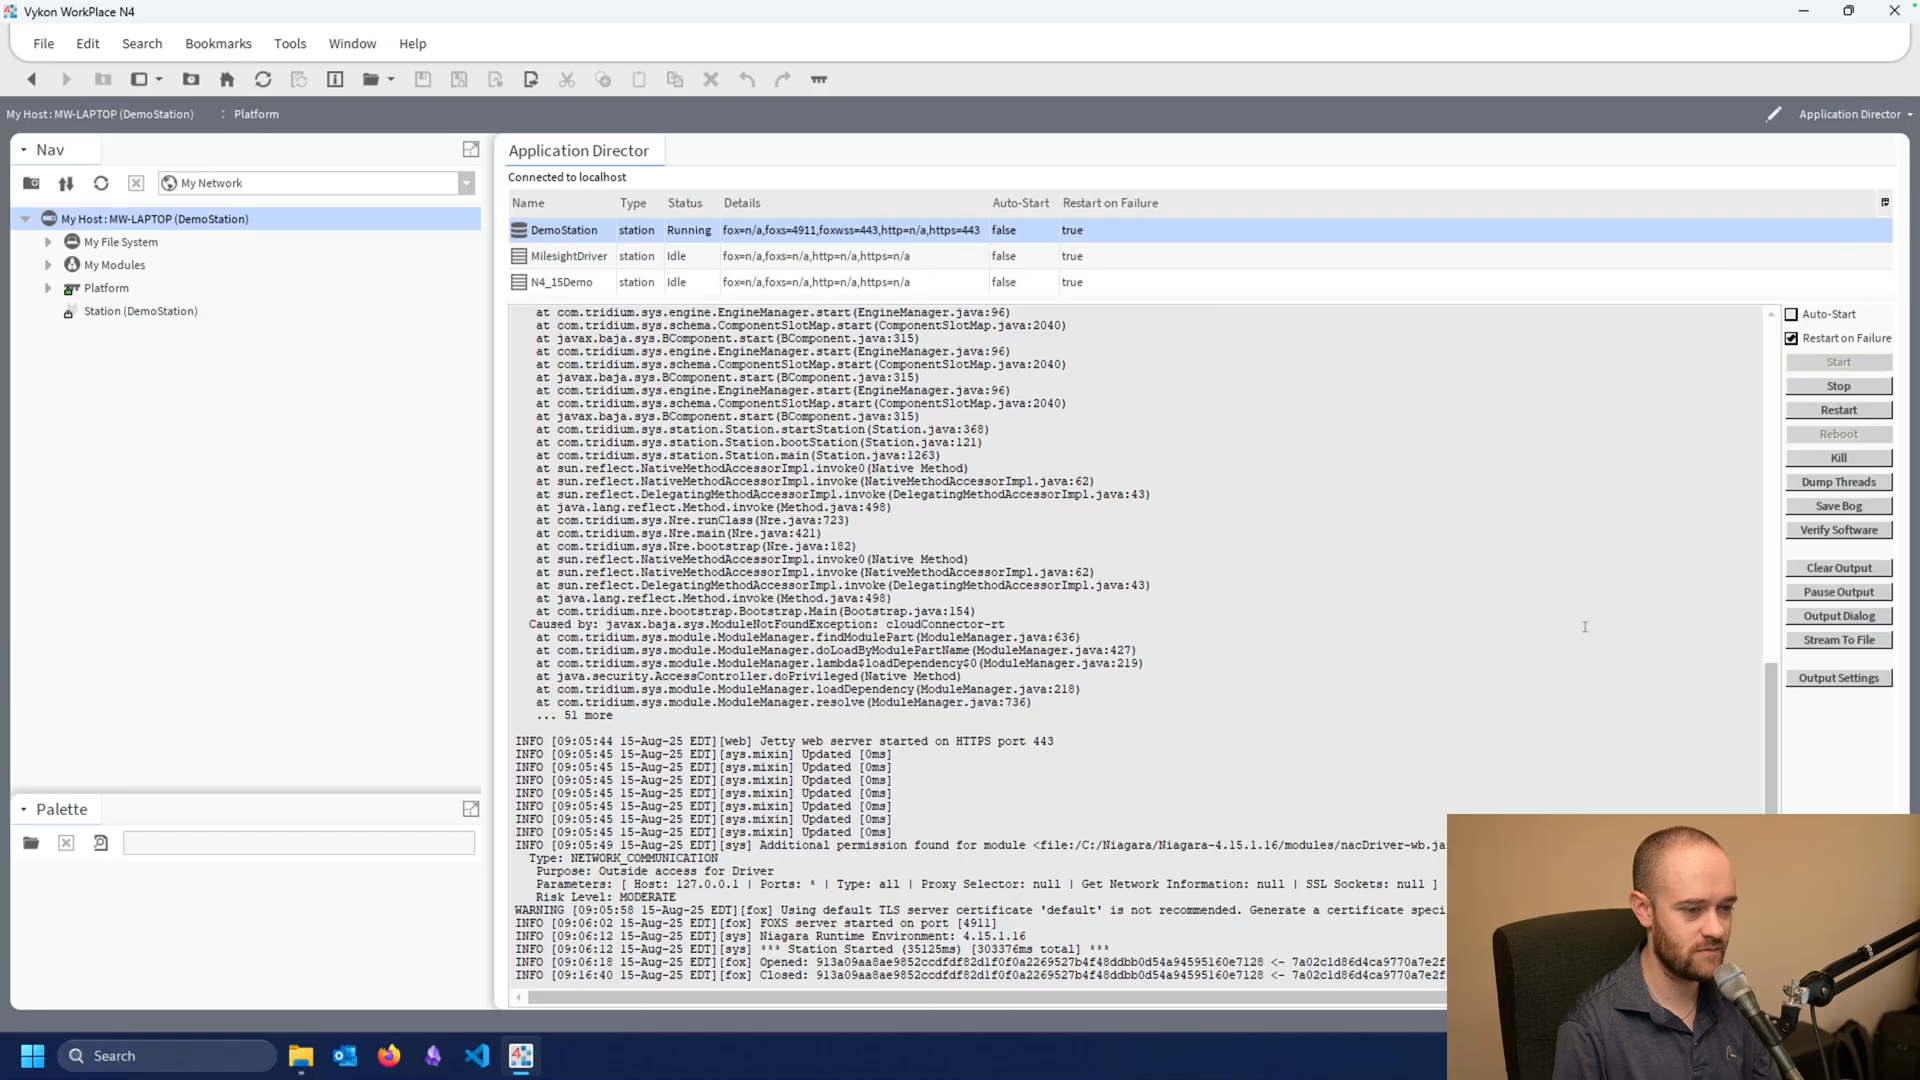 Vykon WorkPlace N4
File Edit Search Bookmarks Tools Window Help
My Host : MW-LAPTOP (DemoStation) : Platform
Application Director
Nav
My Network
My Host : MW-LAPTOP (DemoStation)
My File System
My Modules
Platform
Station (DemoStation)
Palette
Application Director
Connected to localhost
Name Type Status Details Auto-Start Restart on Failure
DemoStation station Running fox=n/a,foxs=4911,foxwss=443,http=n/a,https=443 false true
MilesightDriver station Idle fox=n/a,foxs=n/a,http=n/a,https=n/a false true
N4_15Demo station Idle fox=n/a,foxs=n/a,http=n/a,https=n/a false true
at com.tridium.sys.engine.EngineManager.start(EngineManager.java:96)
at com.tridium.sys.schema.ComponentSlotMap.start(ComponentSlotMap.java:2040)
at javax.baja.sys.BComponent.start(BComponent.java:315)
at com.tridium.sys.engine.EngineManager.start(EngineManager.java:96)
at com.tridium.sys.schema.ComponentSlotMap.start(ComponentSlotMap.java:2040)
at javax.baja.sys.BComponent.start(BComponent.java:315)
at com.tridium.sys.engine.EngineManager.start(EngineManager.java:96)
at com.tridium.sys.schema.ComponentSlotMap.start(ComponentSlotMap.java:2040)
at javax.baja.sys.BComponent.start(BComponent.java:315)
at com.tridium.sys.station.Station.startStation(Station.java:368)
at com.tridium.sys.station.Station.bootStation(Station.java:121)
at com.tridium.sys.station.Station.main(Station.java:1263)
at sun.reflect.NativeMethodAccessorImpl.invoke0(Native Method)
at sun.reflect.NativeMethodAccessorImpl.invoke(NativeMethodAccessorImpl.java:62)
at sun.reflect.DelegatingMethodAccessorImpl.invoke(DelegatingMethodAccessorImpl.java:43)
at java.lang.reflect.Method.invoke(Method.java:498)
at com.tridium.sys.Nre.runClass(Nre.java:723)
at com.tridium.sys.Nre.main(Nre.java:421)
at com.tridium.sys.Nre.bootstrap(Nre.java:182)
at sun.reflect.NativeMethodAccessorImpl.invoke0(Native Method)
at sun.reflect.NativeMethodAccessorImpl.invoke(NativeMethodAccessorImpl.java:62)
at sun.reflect.DelegatingMethodAccessorImpl.invoke(DelegatingMethodAccessorImpl.java:43)
at java.lang.reflect.Method.invoke(Method.java:498)
at com.tridium.nre.bootstrap.Bootstrap.Main(Bootstrap.java:154)
Caused by: javax.baja.sys.ModuleNotFoundException: cloudConnector-rt
at com.tridium.sys.module.ModuleManager.findModulePart(ModuleManager.java:636)
at com.tridium.sys.module.ModuleManager.doLoadByModulePartName(ModuleManager.java:427)
at com.tridium.sys.module.ModuleManager.lambda$loadDependency$0(ModuleManager.java:219)
at java.security.AccessController.doPrivileged(Native Method)
at com.tridium.sys.module.ModuleManager.loadDependency(ModuleManager.java:218)
at com.tridium.sys.module.ModuleManager.resolve(ModuleManager.java:736)
... 51 more
INFO [09:05:44 15-Aug-25 EDT][web] Jetty web server started on HTTPS port 443
INFO [09:05:45 15-Aug-25 EDT][sys.mixin] Updated [0ms]
INFO [09:05:45 15-Aug-25 EDT][sys.mixin] Updated [0ms]
INFO [09:05:45 15-Aug-25 EDT][sys.mixin] Updated [0ms]
INFO [09:05:45 15-Aug-25 EDT][sys.mixin] Updated [0ms]
INFO [09:05:45 15-Aug-25 EDT][sys.mixin] Updated [0ms]
INFO [09:05:45 15-Aug-25 EDT][sys.mixin] Updated [0ms]
INFO [09:05:45 15-Aug-25 EDT][sys.mixin] Updated [0ms]
INFO [09:05:49 15-Aug-25 EDT][sys] Additional permission found for module <file:/C:/Niagara/Niagara-4.15.1.16/modules/nacDriver-wb.ja
Type: NETWORK_COMMUNICATION
Purpose: Outside access for Driver
Parameters: [ Host: 127.0.0.1 | Ports: * | Type: all | Proxy Selector: null | Get Network Information: null | SSL Sockets: null ]
Risk Level: MODERATE
WARNING [09:05:58 15-Aug-25 EDT][fox] Using default TLS server certificate 'default' is not recommended. Generate a certificate speci
INFO [09:06:02 15-Aug-25 EDT][fox] FOXS server started on port [4911]
INFO [09:06:12 15-Aug-25 EDT][sys] Niagara Runtime Environment: 4.15.1.16
INFO [09:06:12 15-Aug-25 EDT][sys] *** Station Started (35125ms) [303376ms total] ***
INFO [09:06:18 15-Aug-25 EDT][fox] Opened: 913a09aa8ae9852ccdfdf82d1f0f0a2269527b4f48ddbb0d54a94595160e7128 <- 7a02c1d86d4ca9770a7e2f
INFO [09:16:40 15-Aug-25 EDT][fox] Closed: 913a09aa8ae9852ccdfdf82d1f0f0a2269527b4f48ddbb0d54a94595160e7128 <- 7a02c1d86d4ca9770a7e2f
Auto-Start
Restart on Failure
Start
Stop
Restart
Reboot
Kill
Dump Threads
Save Bog
Verify Software
Clear Output
Pause Output
Output Dialog
Stream To File
Output Settings
Search